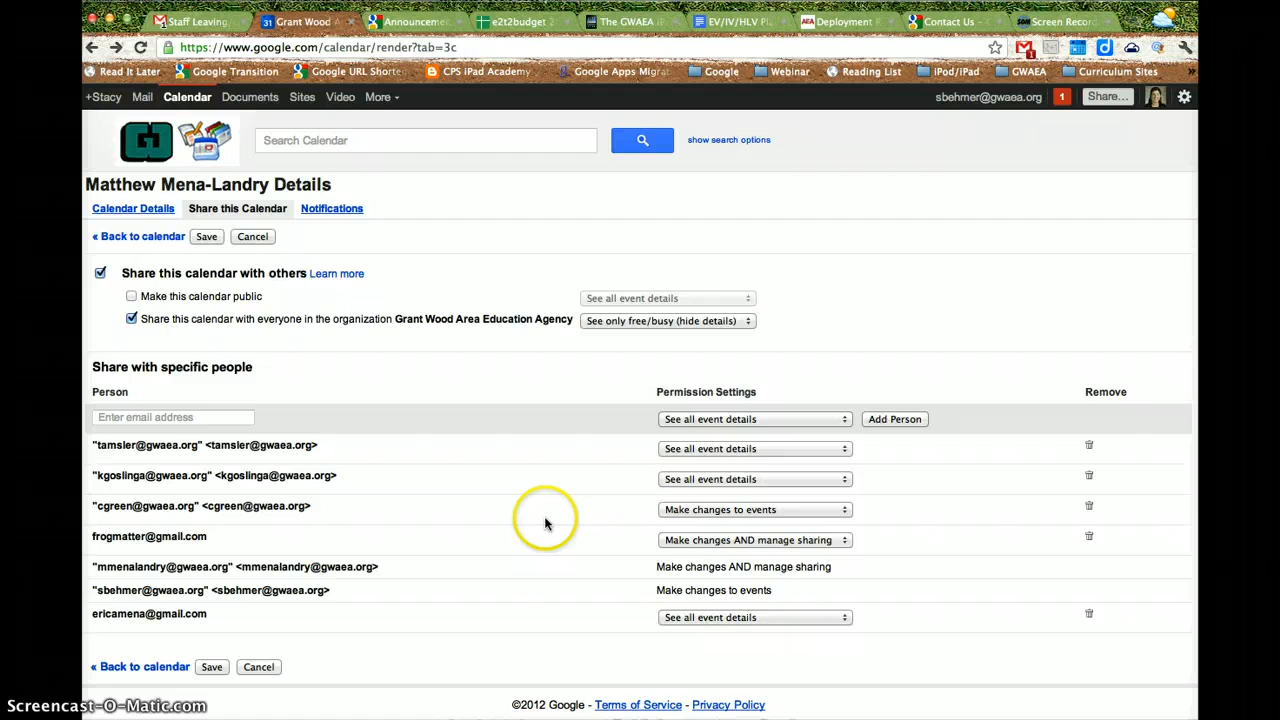 Staff Leaving
Grant Wood A
Announceme
e2t2budget
The GWAEA iP
EV/IV/HLV Pl
Deployment R
Contact Us -
Screen Record
https://www.google.com/calendar/render?tab=3c
Read It Later
Google Transition
Google URL Shorte
CPS iPad Academy
Google Apps Migrat
Google
Webinar
Reading List
iPod/iPad
GWAEA
Curriculum Sites
»
+Stacy Mail Calendar Documents Sites Video More
sbehmer@gwaea.org 1 Share...
Search Calendar
show search options
Matthew Mena-Landry Details
Calendar Details Share this Calendar Notifications
« Back to calendar Save Cancel
Share this calendar with others Learn more
Make this calendar public See all event details
Share this calendar with everyone in the organization Grant Wood Area Education Agency See only free/busy (hide details)
Share with specific people
Person Permission Settings Remove
Enter email address See all event details Add Person
"tamsler@gwaea.org" <tamsler@gwaea.org> See all event details
"kgoslinga@gwaea.org" <kgoslinga@gwaea.org> See all event details
"cgreen@gwaea.org" <cgreen@gwaea.org> Make changes to events
frogmatter@gmail.com Make changes AND manage sharing
"mmenalandry@gwaea.org" <mmenalandry@gwaea.org> Make changes AND manage sharing
"sbehmer@gwaea.org" <sbehmer@gwaea.org> Make changes to events
ericamena@gmail.com See all event details
« Back to calendar Save Cancel
©2012 Google - Terms of Service - Privacy Policy
Screencast-O-Matic.com